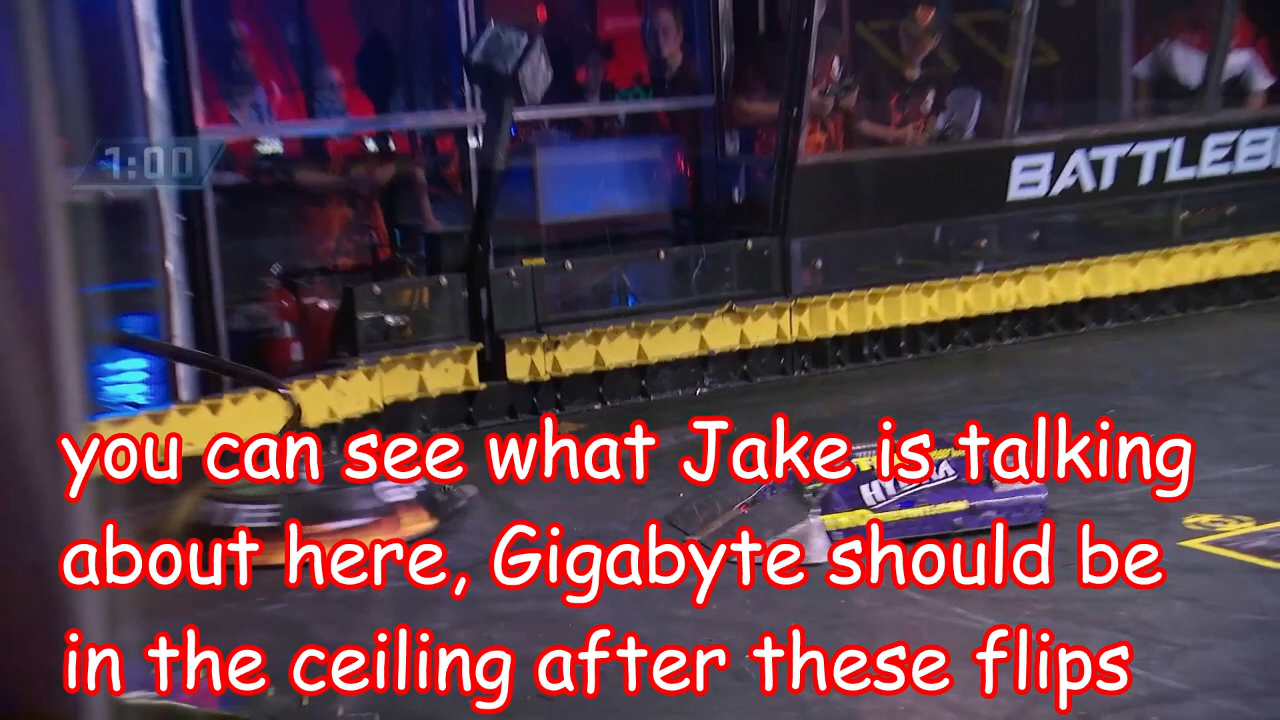 1:00
BATTLEB
HYDRA
you can see what Jake is talking
about here, Gigabyte should be
in the ceiling after these flips